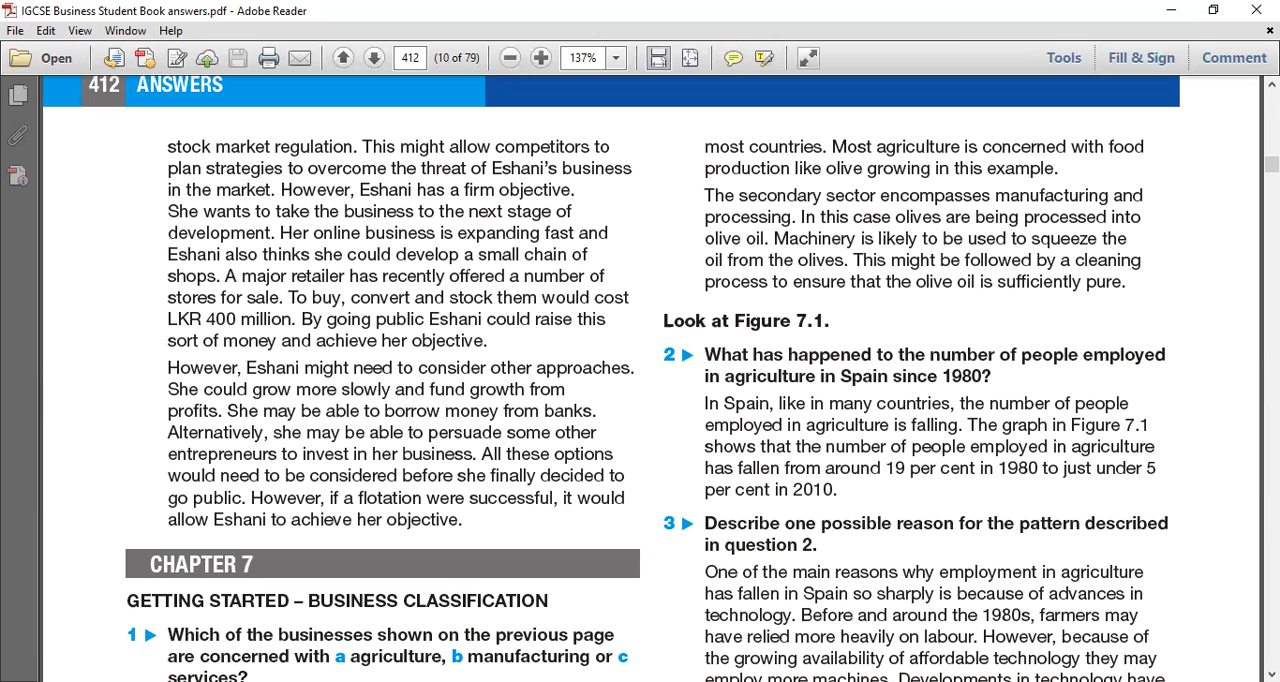 IGCSE Business Student Book answers.pdf - Adobe Reader
File Edit View Window Help
Open 412 (10 of 79) 137% Tools Fill & Sign Comment
412 ANSWERS
stock market regulation. This might allow competitors to
plan strategies to overcome the threat of Eshani's business
in the market. However, Eshani has a firm objective.
She wants to take the business to the next stage of
development. Her online business is expanding fast and
Eshani also thinks she could develop a small chain of
shops. A major retailer has recently offered a number of
stores for sale. To buy, convert and stock them would cost
LKR 400 million. By going public Eshani could raise this
sort of money and achieve her objective.
However, Eshani might need to consider other approaches.
She could grow more slowly and fund growth from
profits. She may be able to borrow money from banks.
Alternatively, she may be able to persuade some other
entrepreneurs to invest in her business. All these options
would need to be considered before she finally decided to
go public. However, if a flotation were successful, it would
allow Eshani to achieve her objective.
CHAPTER 7
GETTING STARTED – BUSINESS CLASSIFICATION
1 ▶ Which of the businesses shown on the previous page
are concerned with a agriculture, b manufacturing or c
services?
most countries. Most agriculture is concerned with food
production like olive growing in this example.
The secondary sector encompasses manufacturing and
processing. In this case olives are being processed into
olive oil. Machinery is likely to be used to squeeze the
oil from the olives. This might be followed by a cleaning
process to ensure that the olive oil is sufficiently pure.
Look at Figure 7.1.
2 ▶ What has happened to the number of people employed
in agriculture in Spain since 1980?
In Spain, like in many countries, the number of people
employed in agriculture is falling. The graph in Figure 7.1
shows that the number of people employed in agriculture
has fallen from around 19 per cent in 1980 to just under 5
per cent in 2010.
3 ▶ Describe one possible reason for the pattern described
in question 2.
One of the main reasons why employment in agriculture
has fallen in Spain so sharply is because of advances in
technology. Before and around the 1980s, farmers may
have relied more heavily on labour. However, because of
the growing availability of affordable technology they may
employ more machines. Developments in technology have